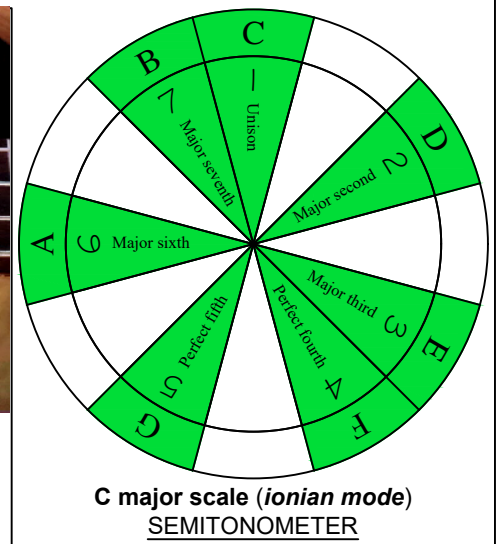 C
1
Unison
D
2
Major second
E
3
Major third
F
4
Perfect fourth
G
5
Perfect fifth
A
6
Major sixth
B
7
Major seventh
C major scale (ionian mode)
SEMITONOMETER